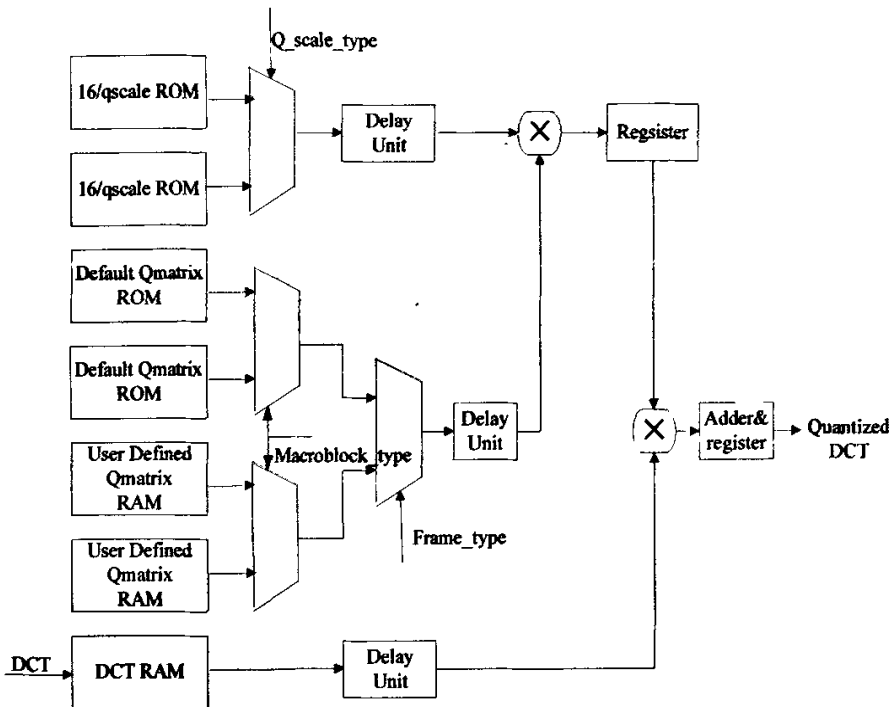 Q_scale_type
16/qscale ROM
Delay
Unit
×
Regsister
16/qscale ROM
Default Qmatrix
ROM
Default Qmatrix
ROM
Delay
Unit
×
Adder&
register
Quantized
DCT
Macroblock_type
User Defined
Qmatrix
RAM
Frame_type
User Defined
Qmatrix
RAM
DCT
DCT RAM
Delay
Unit